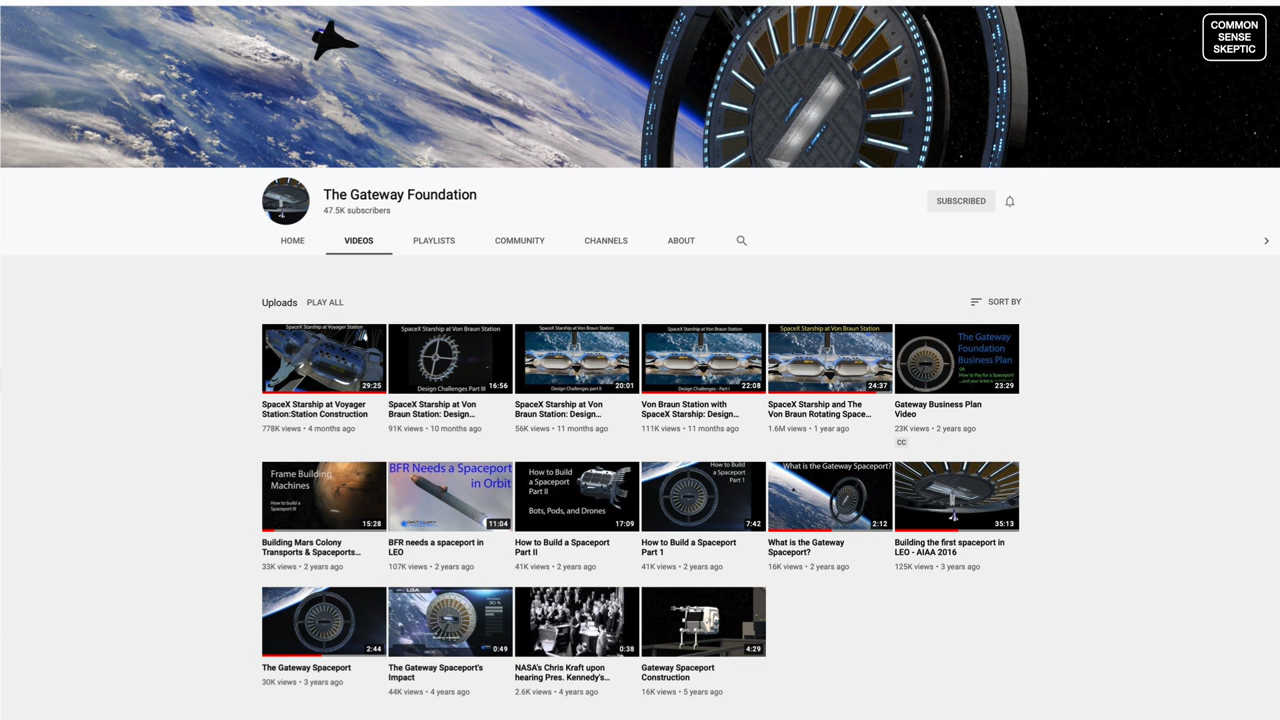 COMMON
SENSE
SKEPTIC
The Gateway Foundation
47.5K subscribers
SUBSCRIBED
HOME
VIDEOS
PLAYLISTS
COMMUNITY
CHANNELS
ABOUT
Uploads
PLAY ALL
SORT BY
SpaceX Starship at Voyager Station
29:25
SpaceX Starship at Voyager
Station:Station Construction
778K views • 4 months ago
SpaceX Starship at Von Braun Station
Design Challenges Part III
16:56
SpaceX Starship at Von
Braun Station: Design...
91K views • 10 months ago
SpaceX Starship at Von Braun Station
Design Challenges part II
20:01
SpaceX Starship at Von
Braun Station: Design...
56K views • 11 months ago
SpaceX Starship at Von Braun Station
Design Challenges - Part I
22:08
Von Braun Station with
SpaceX Starship: Design...
111K views • 11 months ago
SpaceX Starship at Von Braun Station
24:37
SpaceX Starship and The
Von Braun Rotating Space...
1.6M views • 1 year ago
The Gateway
Foundation
Business Plan
OR
How to Pay for a Spaceport
...and your ticket
23:29
Gateway Business Plan
Video
23K views • 2 years ago
CC
Frame Building
Machines
How to build a
Spaceport III
15:28
Building Mars Colony
Transports & Spaceports...
33K views • 2 years ago
BFR Needs a Spaceport
in Orbit
GATEWAY
11:04
BFR needs a spaceport in
LEO
107K views • 2 years ago
How to Build
a Spaceport
Part II
Bots, Pods, and Drones
17:09
How to Build a Spaceport
Part II
41K views • 2 years ago
How to Build
a Spaceport
Part 1
7:42
How to Build a Spaceport
Part 1
41K views • 2 years ago
What is the Gateway Spaceport?
2:12
What is the Gateway
Spaceport?
16K views • 2 years ago
35:13
Building the first spaceport in
LEO - AIAA 2016
125K views • 3 years ago
2:44
The Gateway Spaceport
30K views • 3 years ago
LGA
30 %
0:49
The Gateway Spaceport's
Impact
44K views • 4 years ago
0:38
NASA's Chris Kraft upon
hearing Pres. Kennedy's...
2.6K views • 4 years ago
4:29
Gateway Spaceport
Construction
16K views • 5 years ago